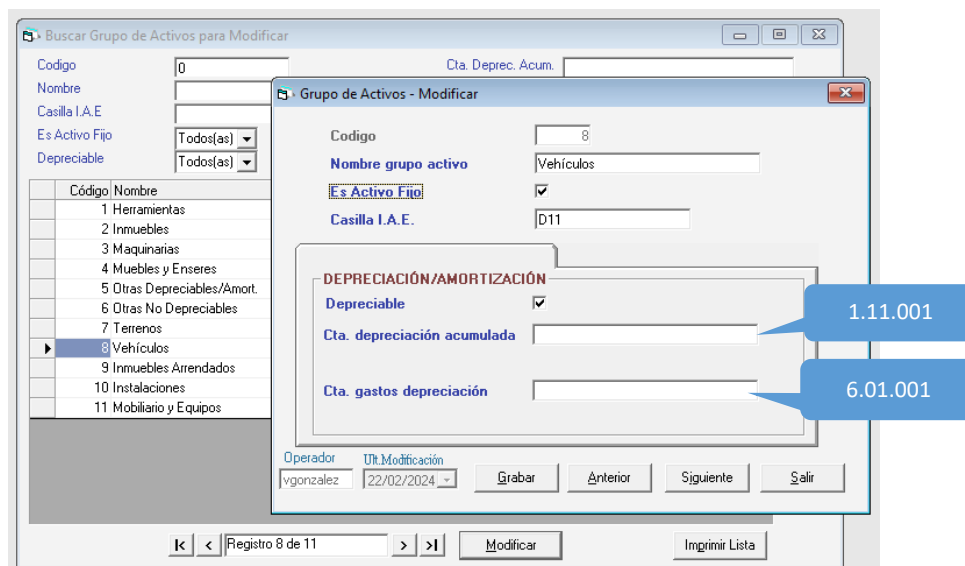 Buscar Grupo de Activos para Modificar
Codigo 0 Cta. Deprec. Acum.
Nombre
Casilla I.A.E
Es Activo Fijo Todos(as)
Depreciable Todos(as)
Código Nombre
1 Herramientas
2 Inmuebles
3 Maquinarias
4 Muebles y Enseres
5 Otras Depreciables/Amort.
6 Otras No Depreciables
7 Terrenos
8 Vehículos
9 Inmuebles Arrendados
10 Instalaciones
11 Mobiliario y Equipos
Grupo de Activos - Modificar
Codigo 8
Nombre grupo activo Vehículos
Es Activo Fijo
Casilla I.A.E. D11
DEPRECIACIÓN/AMORTIZACIÓN
Depreciable
Cta. depreciación acumulada
1.11.001
Cta. gastos depreciación
6.01.001
Operador Ult.Modificación
vgonzalez 22/02/2024 Grabar Anterior Siguiente Salir
Registro 8 de 11 Modificar Imprimir Lista